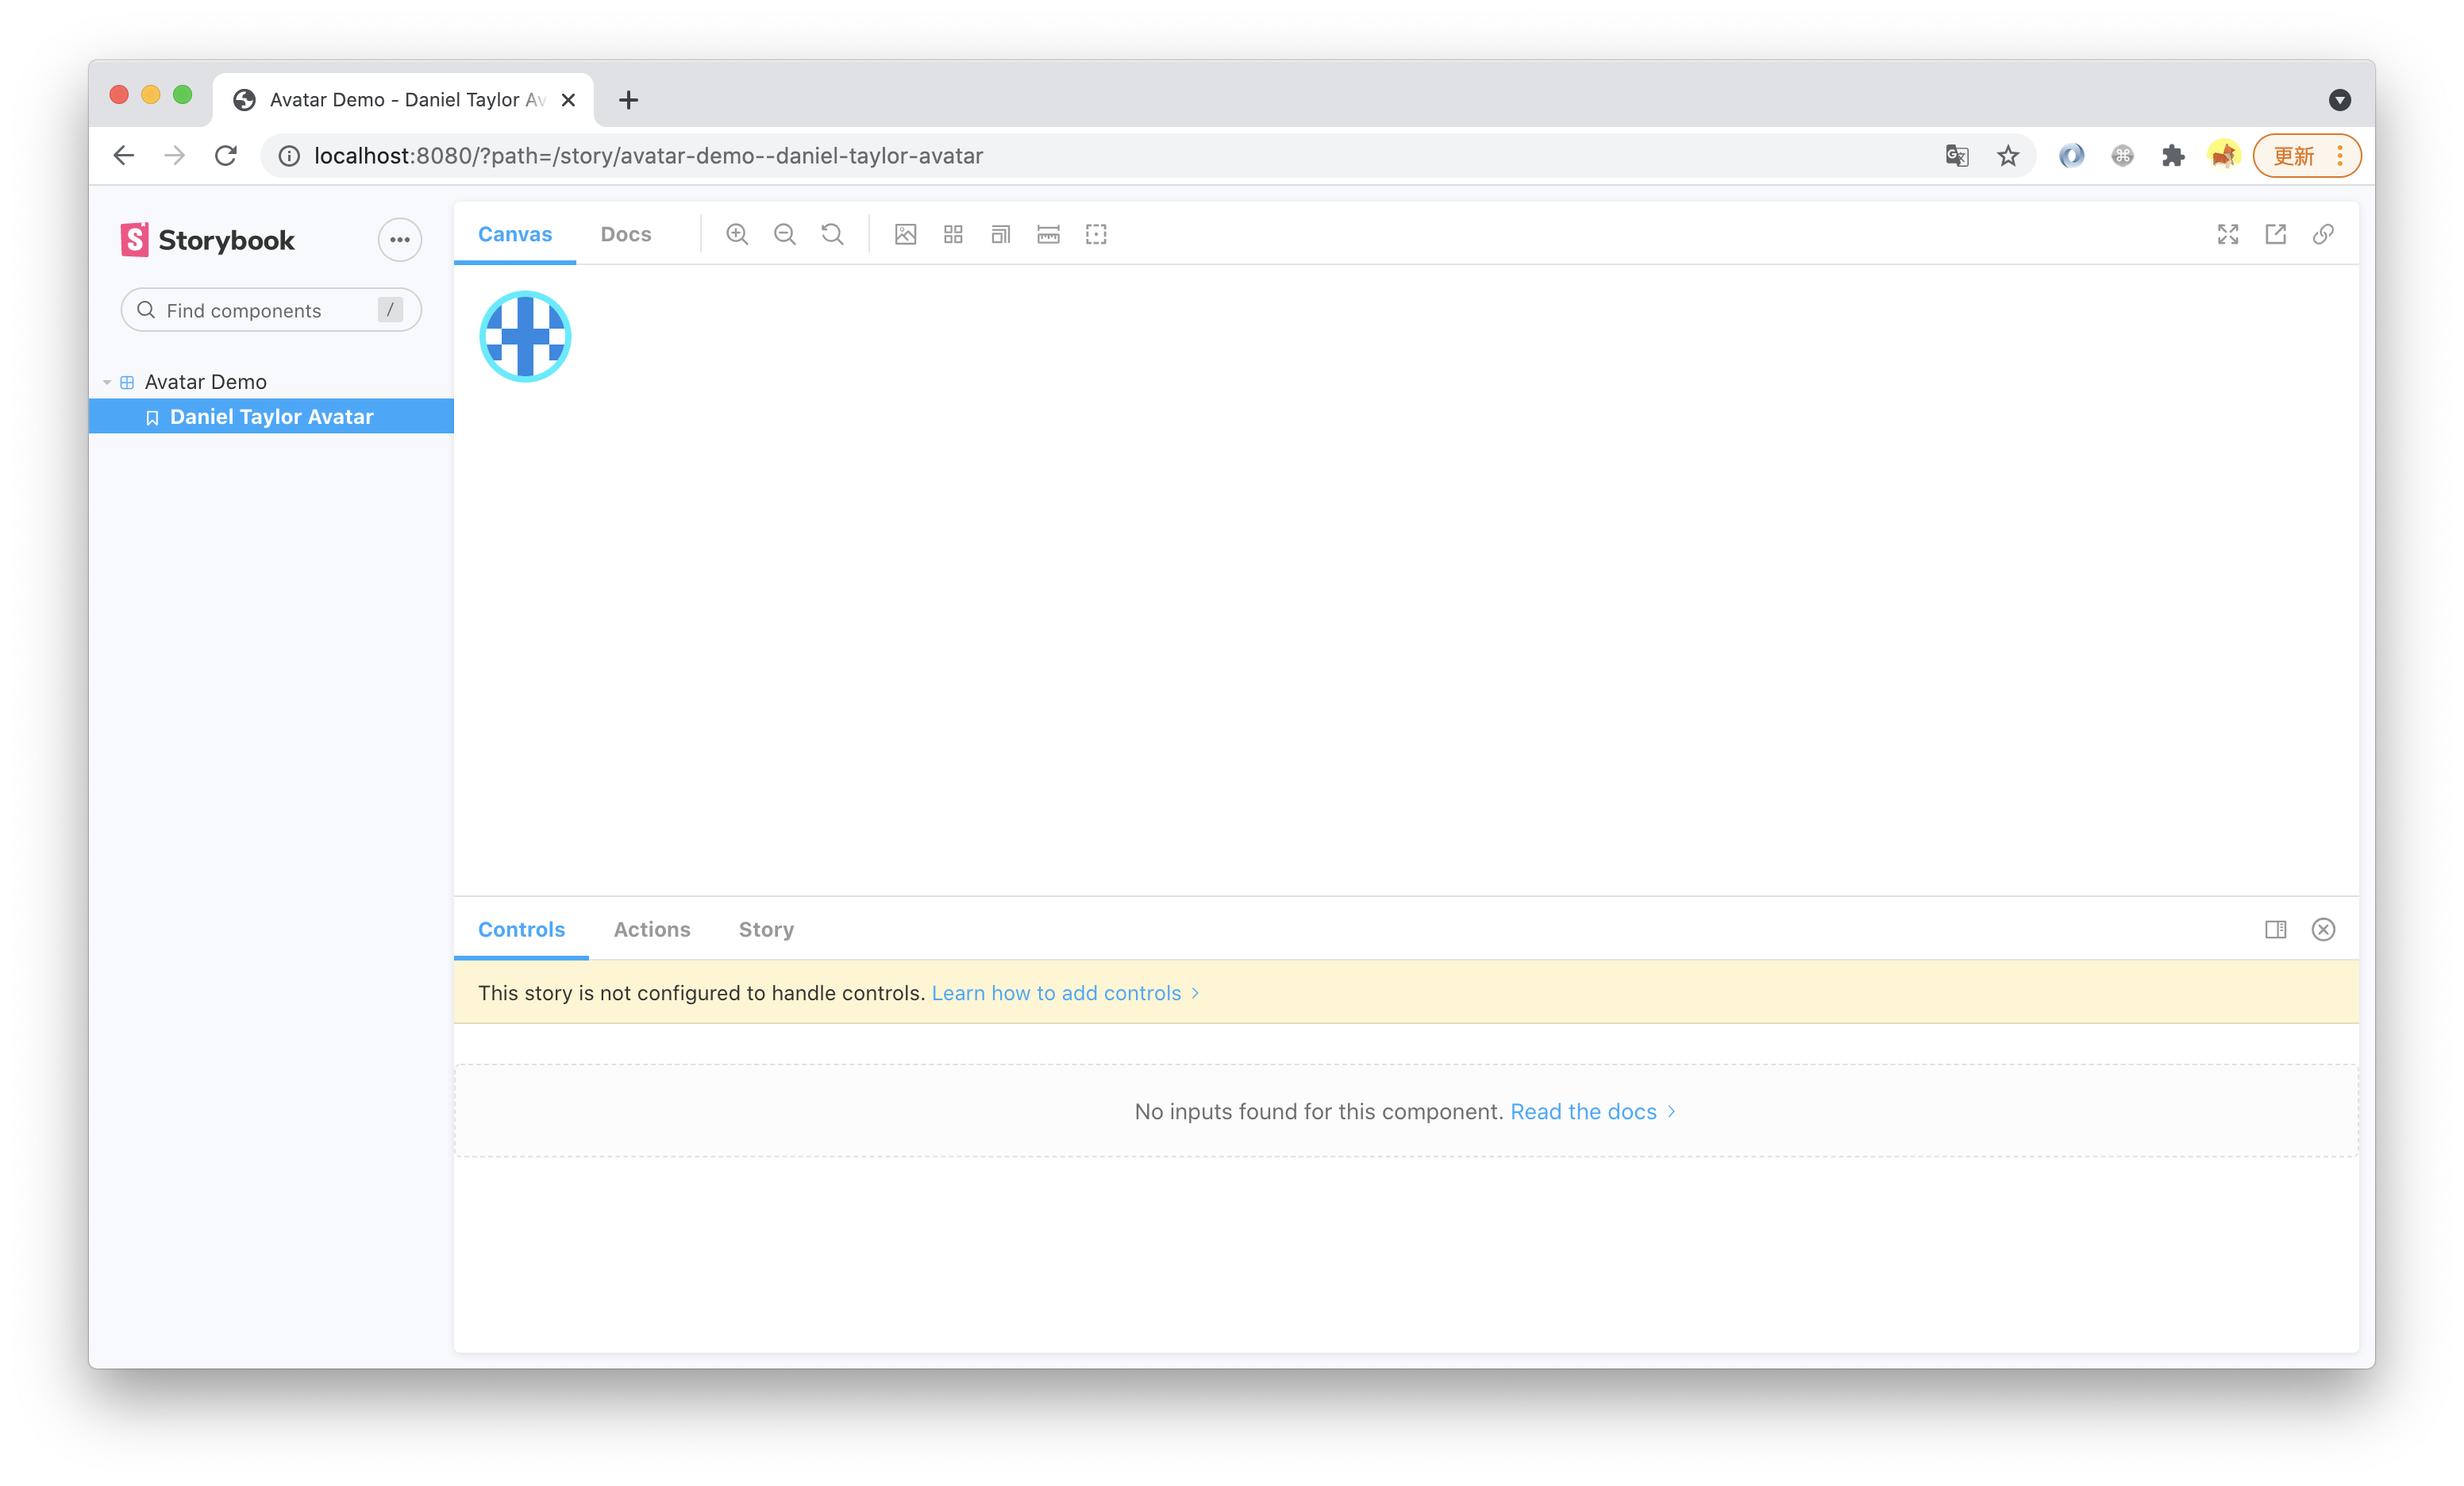 Avatar Demo - Daniel Taylor Av
localhost:8080/?path=/story/avatar-demo--daniel-taylor-avatar
更新
Storybook
Find components /
Avatar Demo
Daniel Taylor Avatar
Canvas Docs
Controls Actions Story
This story is not configured to handle controls. Learn how to add controls
No inputs found for this component. Read the docs